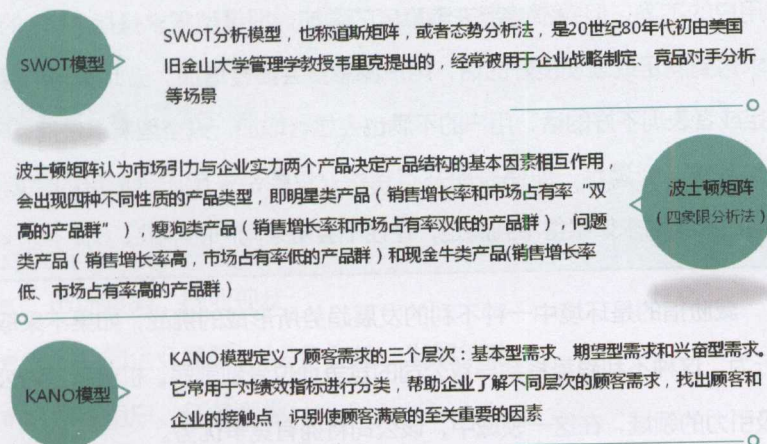 SWOT模型
SWOT分析模型，也称道斯矩阵，或者态势分析法，是20世纪80年代初由美国
旧金山大学管理学教授韦里克提出的，经常被用于企业战略制定、竞品对手分析
等场景
波士顿矩阵认为市场引力与企业实力两个产品决定产品结构的基本因素相互作用，
会出现四种不同性质的产品类型，即明星类产品（销售增长率和市场占有率“双
高的产品群”），瘦狗类产品（销售增长率和市场占有率双低的产品群），问题
类产品（销售增长率高，市场占有率低的产品群）和现金牛类产品(销售增长率
低、市场占有率高的产品群）
波士顿矩阵
（四象限分析法）
KANO模型
KANO模型定义了顾客需求的三个层次：基本型需求、期望型需求和兴奋型需求。
它常用于对绩效指标进行分类，帮助企业了解不同层次的顾客需求，找出顾客和
企业的接触点，识别使顾客满意的至关重要的因素